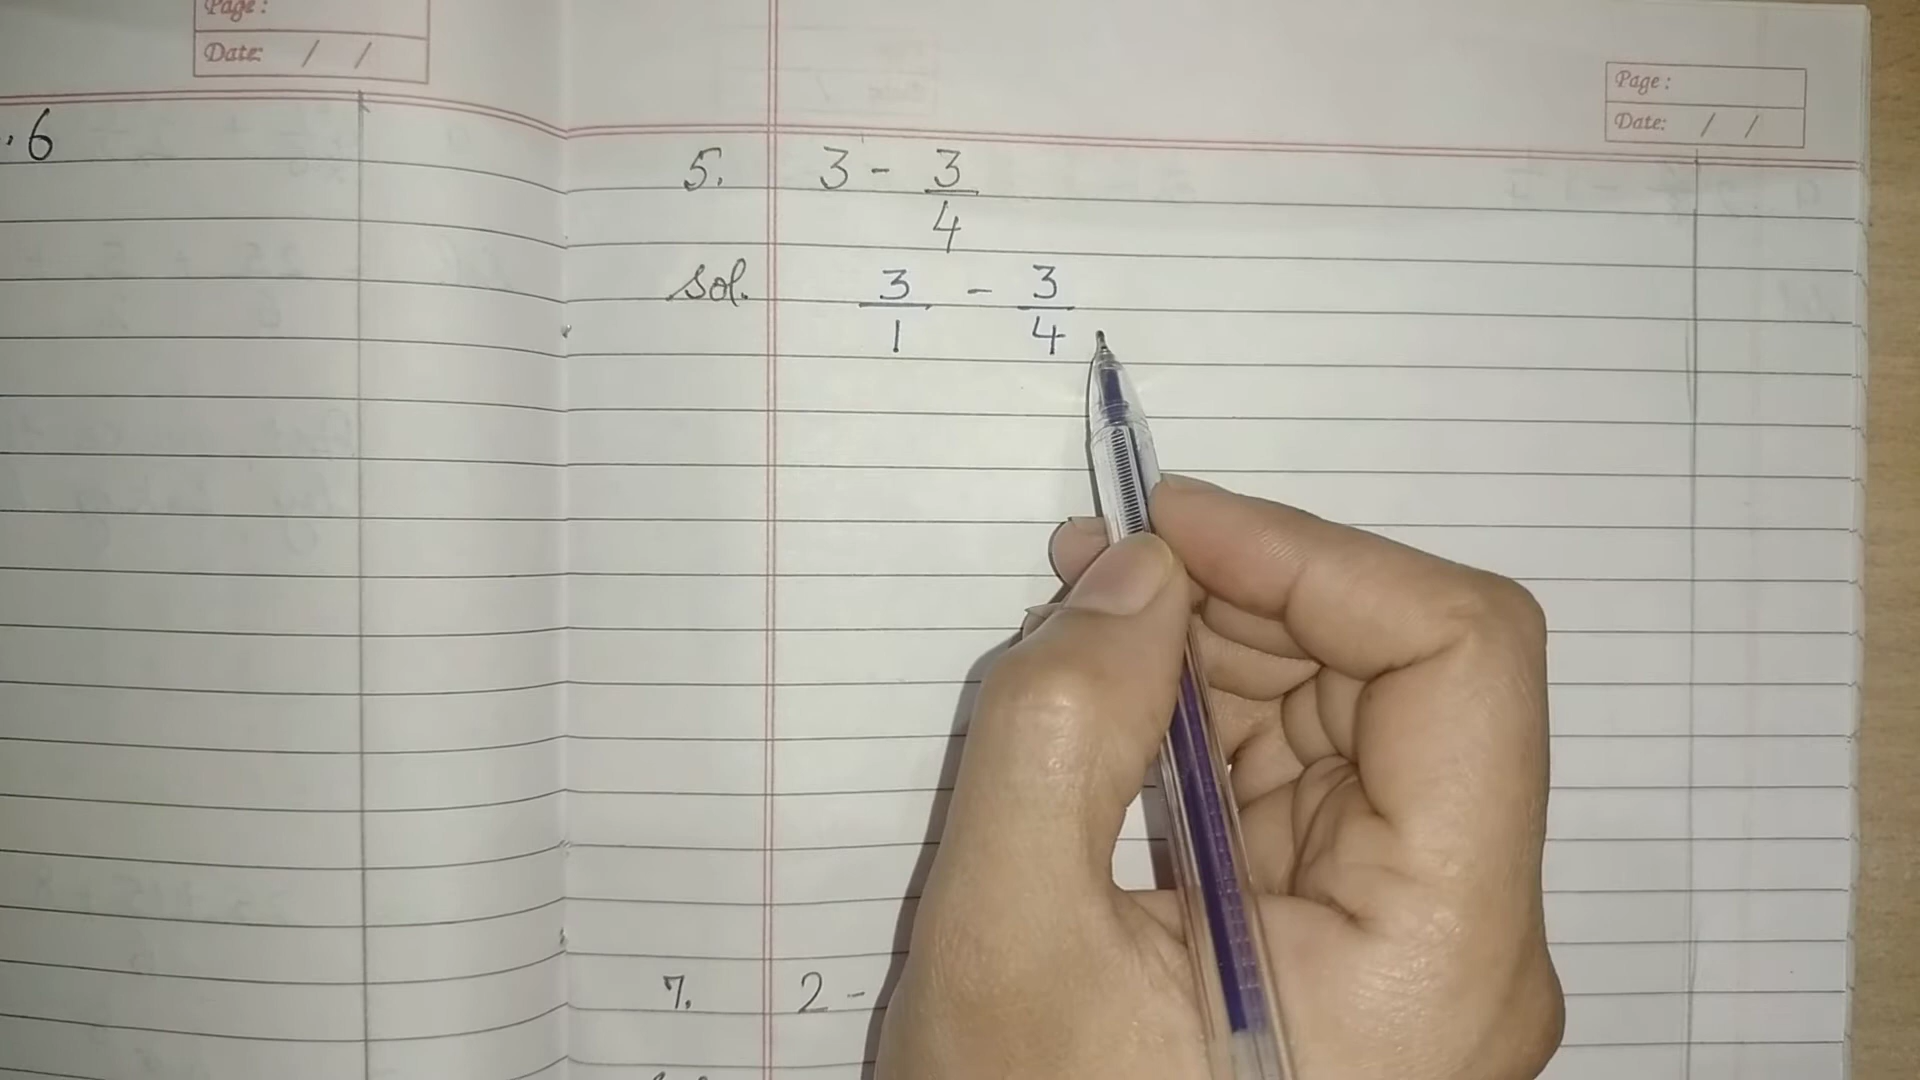 Page :
Date: / /
Page :
Date: / /
. 6
5. 3 - 3/4
Sol. 3/1 - 3/4
7. 2 -